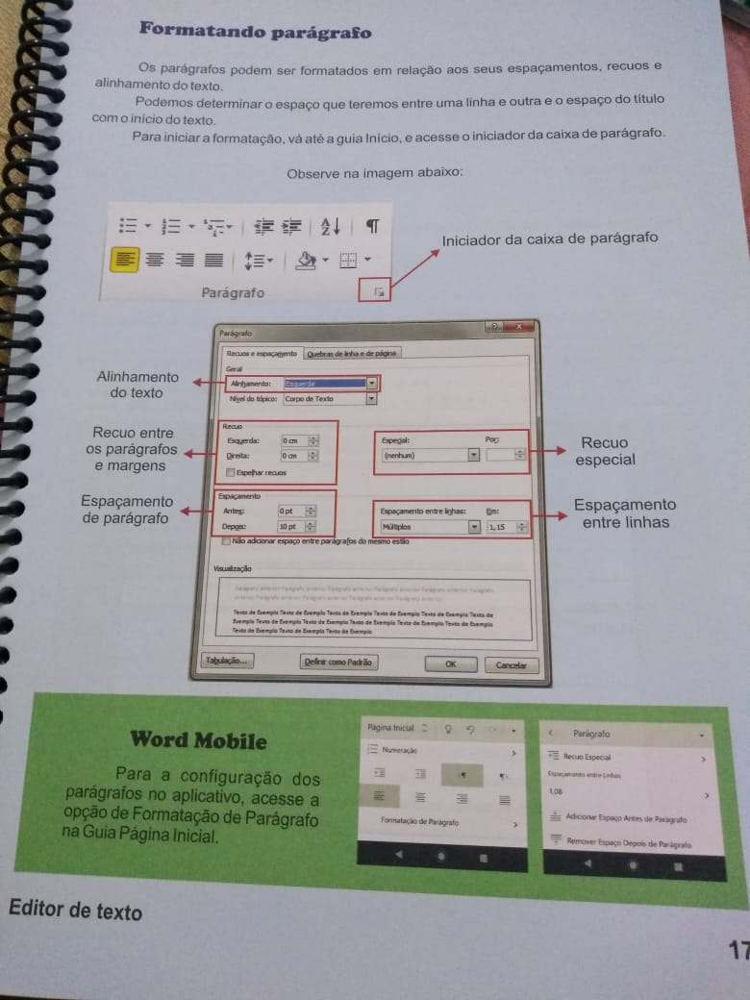 Formatando parágrafo
Os parágrafos podem ser formatados em relação aos seus espaçamentos, recuos e
alinhamento do texto.
Podemos determinar o espaço que teremos entre uma linha e outra e o espaço do título
com o início do texto.
Para iniciar a formatação, vá até a guia Início, e acesse o iniciador da caixa de parágrafo.
Observe na imagem abaixo:
Iniciador da caixa de parágrafo
Parágrafo
Parágrafo
Recuos e espaçamento Quebras de linha e de página
Geral
Alinhamento: Esquerda
Nível do tópico: Corpo de Texto
Alinhamento
do texto
Recuo
Esquerda: 0 cm
Direita: 0 cm
Espelhar recuos
Especial: Por:
(nenhum)
Recuo entre
os parágrafos
e margens
Recuo
especial
Espaçamento
Antes: 0 pt
Depois: 10 pt
Espaçamento entre linhas: Em:
Múltiplos 1,15
Não adicionar espaço entre parágrafos do mesmo estilo
Espaçamento
de parágrafo
Espaçamento
entre linhas
Visualização
Texto de Exemplo Texto de Exemplo Texto de Exemplo Texto de Exemplo Texto de Exemplo Texto de
Exemplo Texto de Exemplo Texto de Exemplo Texto de Exemplo Texto de Exemplo Texto de Exemplo
Texto de Exemplo Texto de Exemplo
Tabulação... Definir como Padrão OK Cancelar
Word Mobile
Para a configuração dos
parágrafos no aplicativo, acesse a
opção de Formatação de Parágrafo
na Guia Página Inicial.
Página Inicial
Numeração
Formatação de Parágrafo
Parágrafo
Recuo Especial
Espaçamento entre Linhas
1,08
Adicionar Espaço Antes de Parágrafo
Remover Espaço Depois de Parágrafo
Editor de texto
17